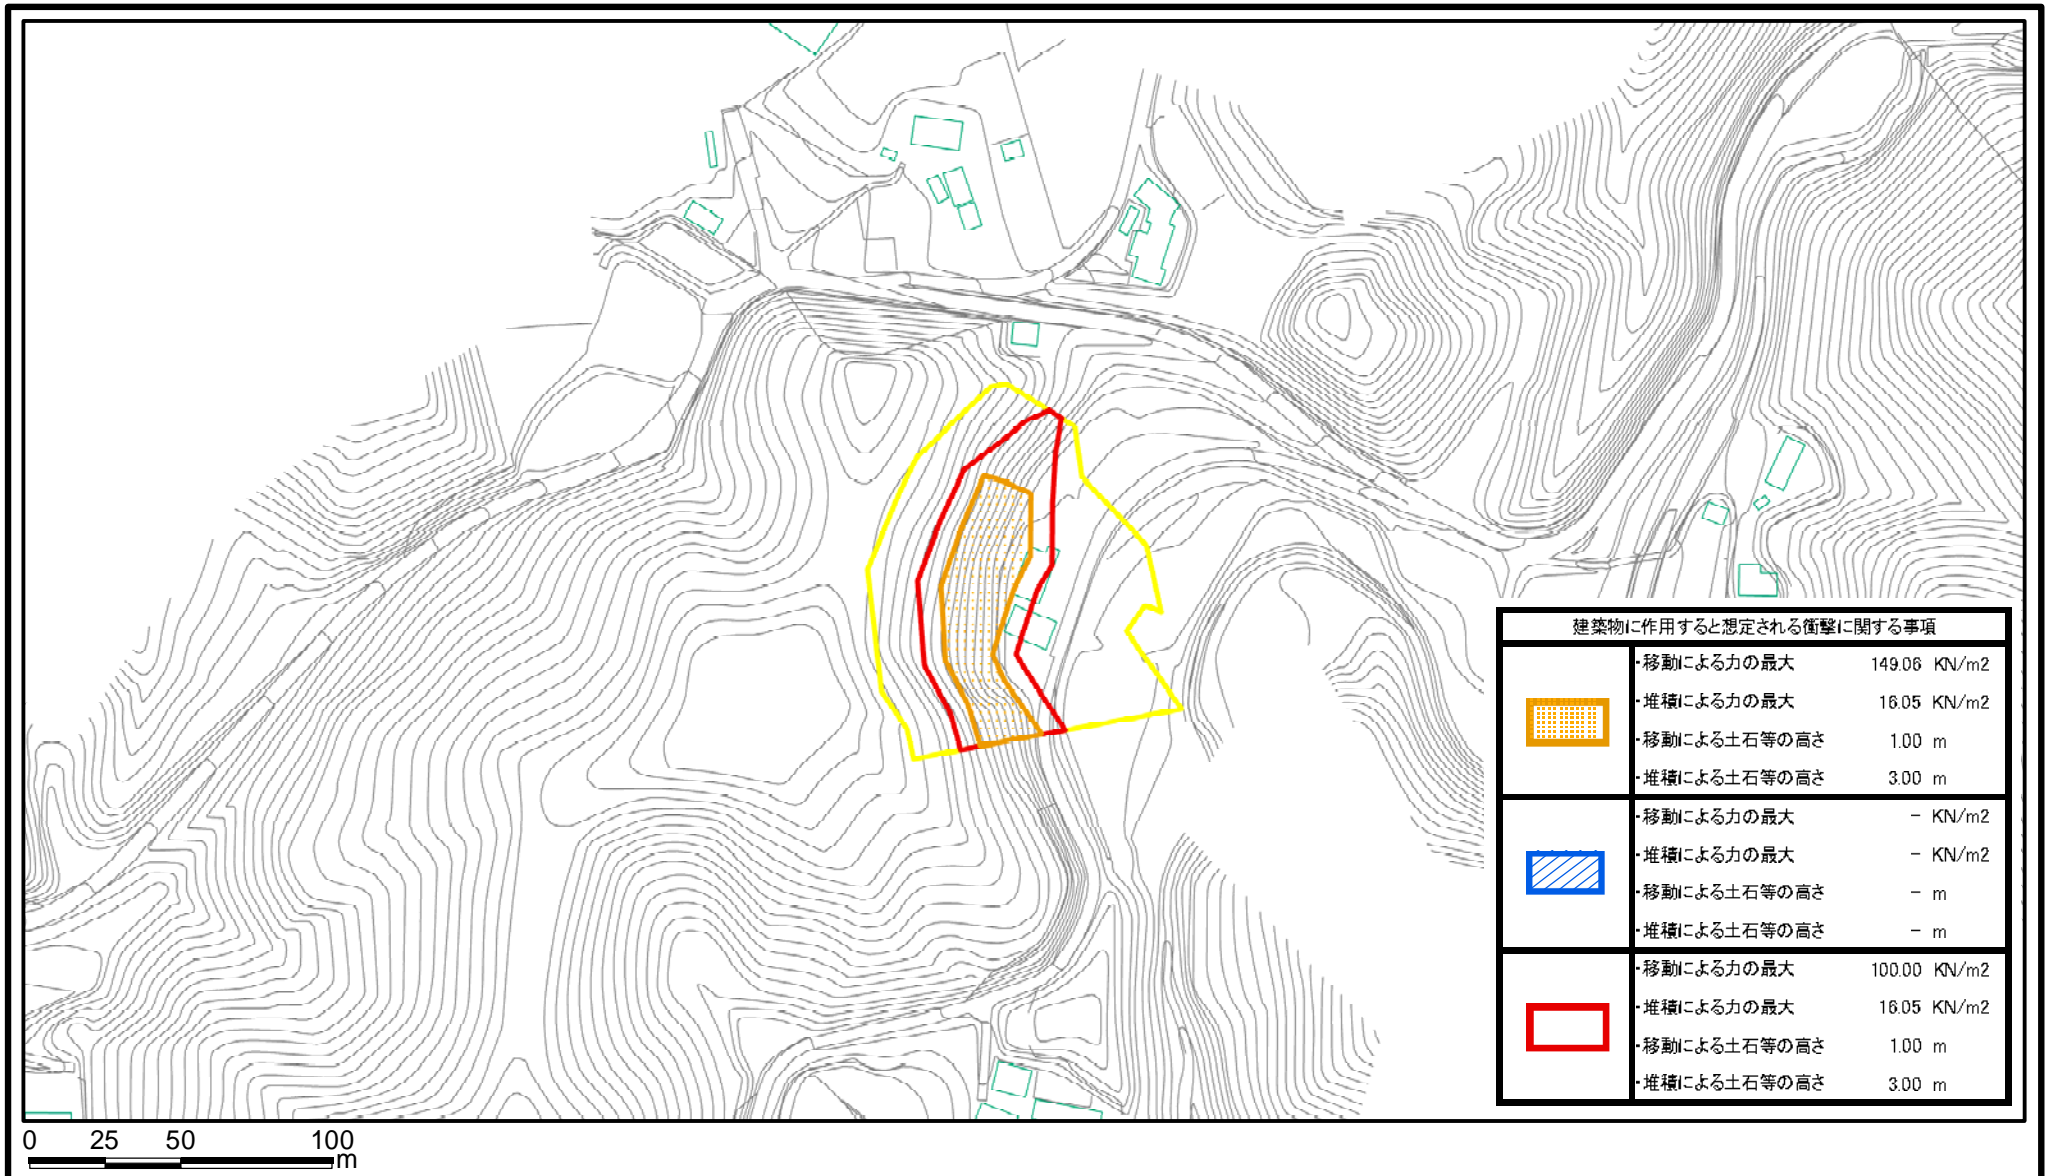 建築物に作用すると想定される衝撃に関する事項
・移動による力の最大 149.06 KN/m2
・堆積による力の最大 16.05 KN/m2
・移動による土石等の高さ 1.00 m
・堆積による土石等の高さ 3.00 m
・移動による力の最大 － KN/m2
・堆積による力の最大 － KN/m2
・移動による土石等の高さ － m
・堆積による土石等の高さ － m
・移動による力の最大 100.00 KN/m2
・堆積による力の最大 16.05 KN/m2
・移動による土石等の高さ 1.00 m
・堆積による土石等の高さ 3.00 m
0 25 50 100
m